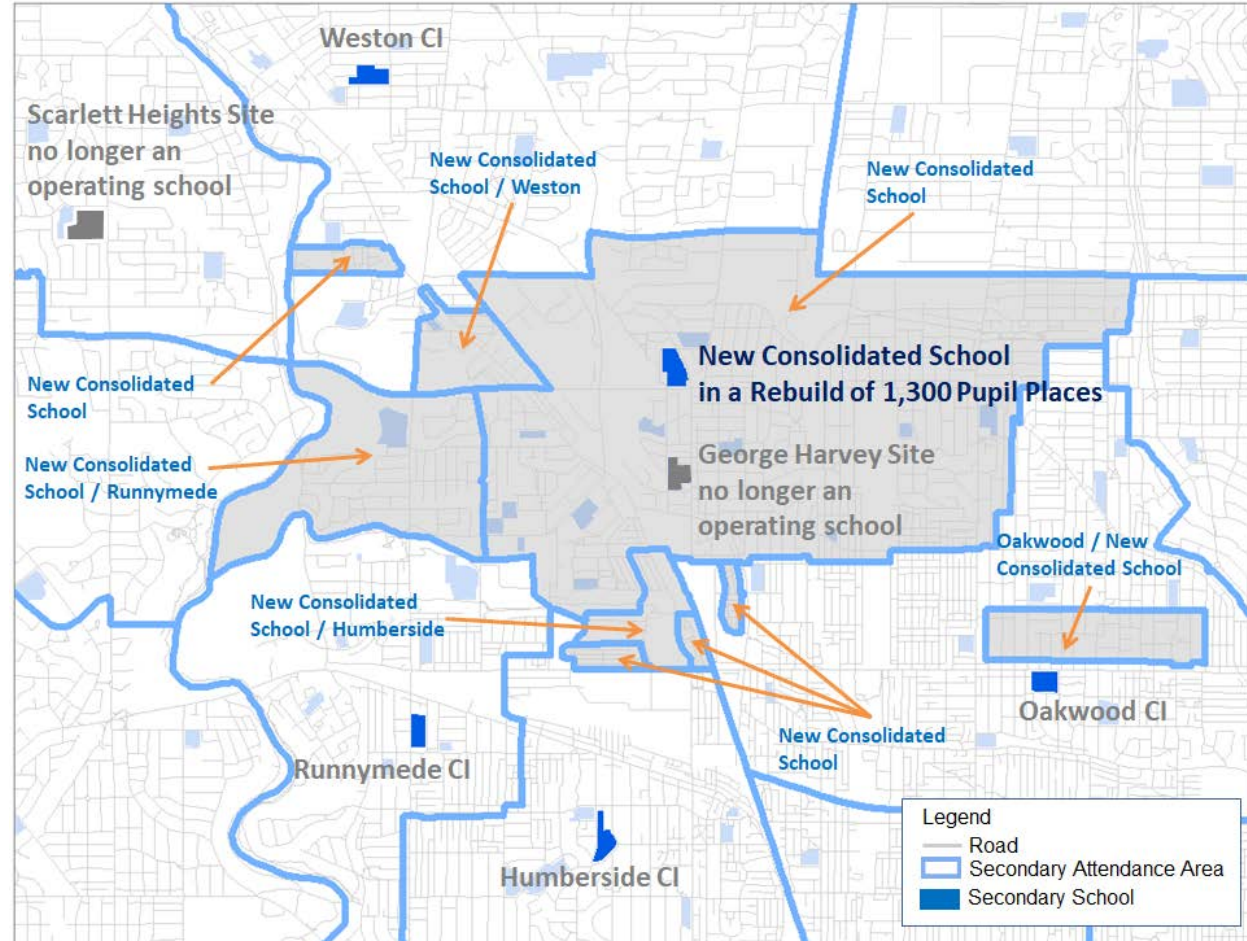 Weston CI
Scarlett Heights Site
no longer an
operating school
New Consolidated
School / Weston
New Consolidated
School
New Consolidated School
in a Rebuild of 1,300 Pupil Places
New Consolidated
School
New Consolidated
School / Runnymede
George Harvey Site
no longer an
operating school
Oakwood / New
Consolidated School
New Consolidated
School / Humberside
Oakwood CI
New Consolidated
School
Runnymede CI
Humberside CI
Legend
Road
Secondary Attendance Area
Secondary School